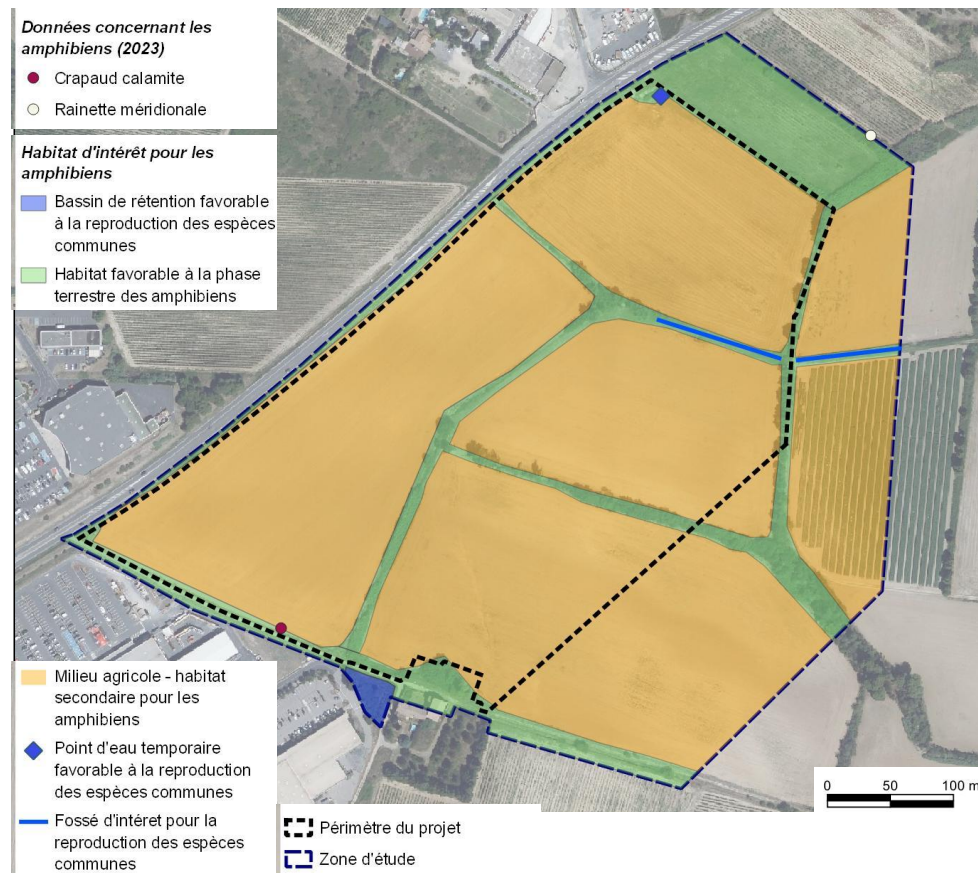 Données concernant les
amphibiens (2023)
Crapaud calamite
Rainette méridionale
Habitat d'intérêt pour les
amphibiens
Bassin de rétention favorable
à la reproduction des espèces
communes
Habitat favorable à la phase
terrestre des amphibiens
Milieu agricole - habitat
secondaire pour les
amphibiens
Point d'eau temporaire
favorable à la reproduction
des espèces communes
Fossé d'intéret pour la
reproduction des espèces
communes
Périmètre du projet
Zone d'étude
0 50 100 m